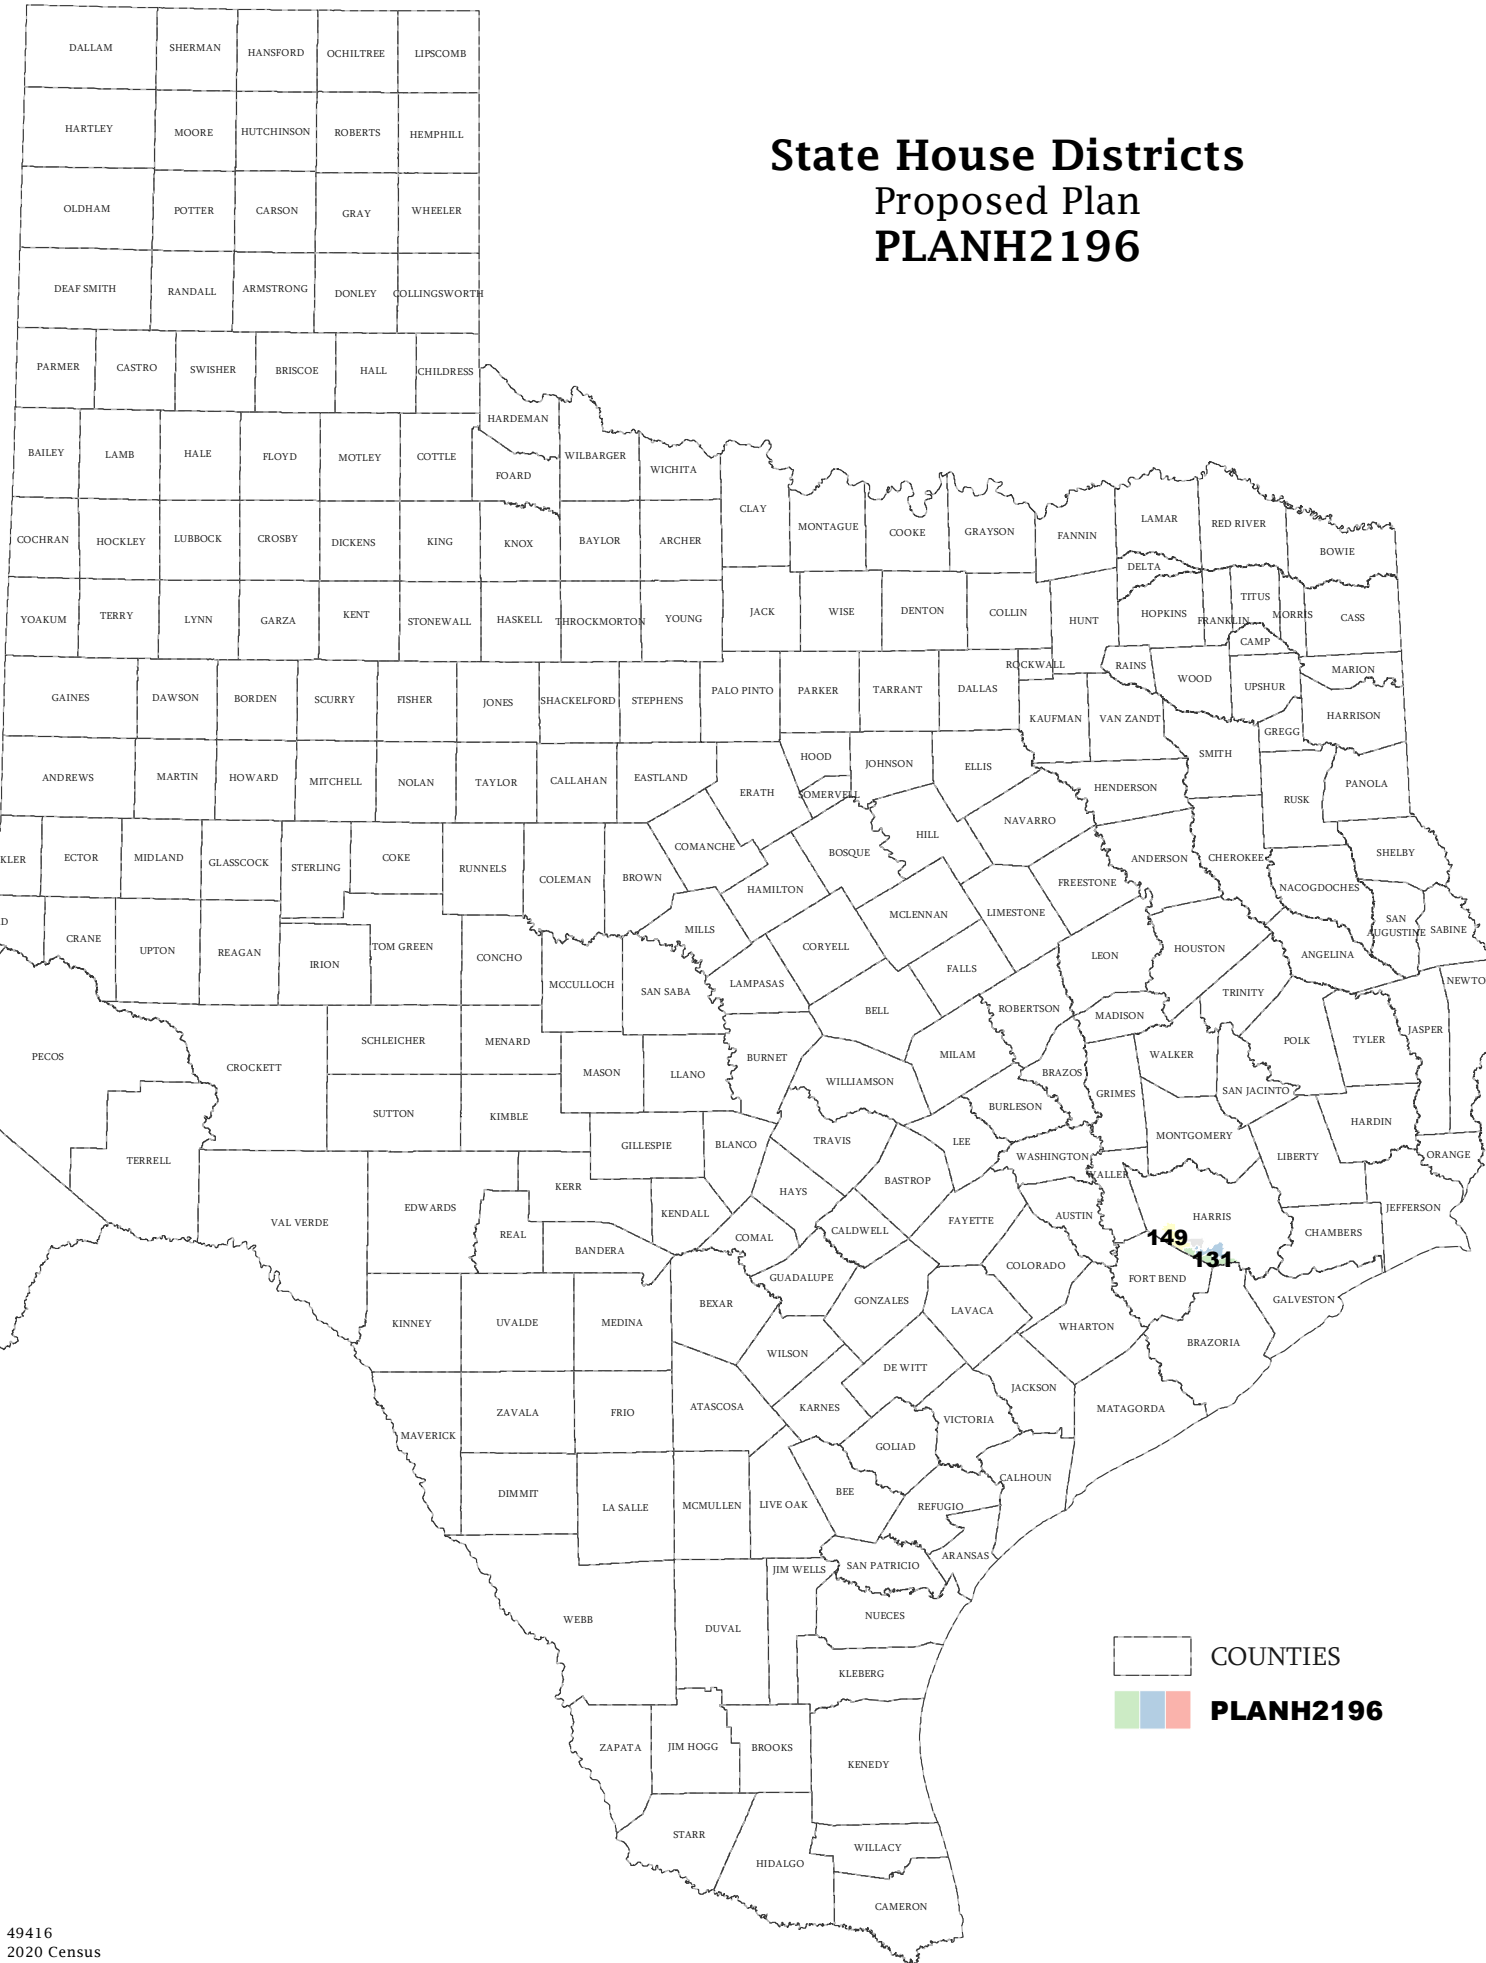 State House Districts
Proposed Plan
PLANH2196
DALLAM SHERMAN HANSFORD OCHILTREE LIPSCOMB
HARTLEY MOORE HUTCHINSON ROBERTS HEMPHILL
OLDHAM POTTER CARSON GRAY WHEELER
DEAF SMITH RANDALL ARMSTRONG DONLEY COLLINGSWORTH
PARMER CASTRO SWISHER BRISCOE HALL CHILDRESS
HARDEMAN
BAILEY LAMB HALE FLOYD MOTLEY COTTLE FOARD WILBARGER WICHITA
CLAY MONTAGUE COOKE GRAYSON FANNIN LAMAR RED RIVER BOWIE
COCHRAN HOCKLEY LUBBOCK CROSBY DICKENS KING KNOX BAYLOR ARCHER
DELTA
YOAKUM TERRY LYNN GARZA KENT STONEWALL HASKELL THROCKMORTON YOUNG JACK WISE DENTON COLLIN HUNT HOPKINS FRANKLIN TITUS MORRIS CASS
CAMP
ROCKWALL RAINS WOOD UPSHUR MARION
GAINES DAWSON BORDEN SCURRY FISHER JONES SHACKELFORD STEPHENS PALO PINTO PARKER TARRANT DALLAS KAUFMAN VAN ZANDT GREGG HARRISON
ANDREWS MARTIN HOWARD MITCHELL NOLAN TAYLOR CALLAHAN EASTLAND ERATH HOOD JOHNSON ELLIS HENDERSON SMITH RUSK PANOLA
SOMERVELL
KLER ECTOR MIDLAND GLASSCOCK STERLING COKE RUNNELS COLEMAN BROWN COMANCHE HAMILTON BOSQUE HILL NAVARRO ANDERSON CHEROKEE SHELBY
FREESTONE NACOGDOCHES
D CRANE UPTON REAGAN IRION TOM GREEN CONCHO MCCULLOCH SAN SABA MILLS LAMPASAS CORYELL MCLENNAN LIMESTONE FALLS LEON HOUSTON ANGELINA
SAN
AUGUSTINE
SABINE
BELL ROBERTSON MADISON TRINITY NEWTO
PECOS CROCKETT SCHLEICHER MENARD MASON LLANO BURNET WILLIAMSON MILAM BRAZOS WALKER POLK TYLER JASPER
SUTTON KIMBLE BURLESON GRIMES SAN JACINTO HARDIN
TERRELL GILLESPIE BLANCO TRAVIS LEE WASHINGTON MONTGOMERY LIBERTY ORANGE
VAL VERDE EDWARDS REAL KERR BANDERA KENDALL COMAL HAYS CALDWELL BASTROP FAYETTE AUSTIN WALLER HARRIS CHAMBERS JEFFERSON
149
131
KINNEY UVALDE MEDINA BEXAR GUADALUPE GONZALES LAVACA COLORADO FORT BEND GALVESTON
WILSON DE WITT WHARTON BRAZORIA
MAVERICK ZAVALA FRIO ATASCOSA KARNES GOLIAD VICTORIA JACKSON MATAGORDA
DIMMIT LA SALLE MCMULLEN LIVE OAK BEE REFUGIO CALHOUN
ARANSAS
JIM WELLS SAN PATRICIO
WEBB DUVAL NUECES
KLEBERG
ZAPATA JIM HOGG BROOKS KENEDY
STARR HIDALGO WILLACY
CAMERON
COUNTIES
PLANH2196
49416
2020 Census